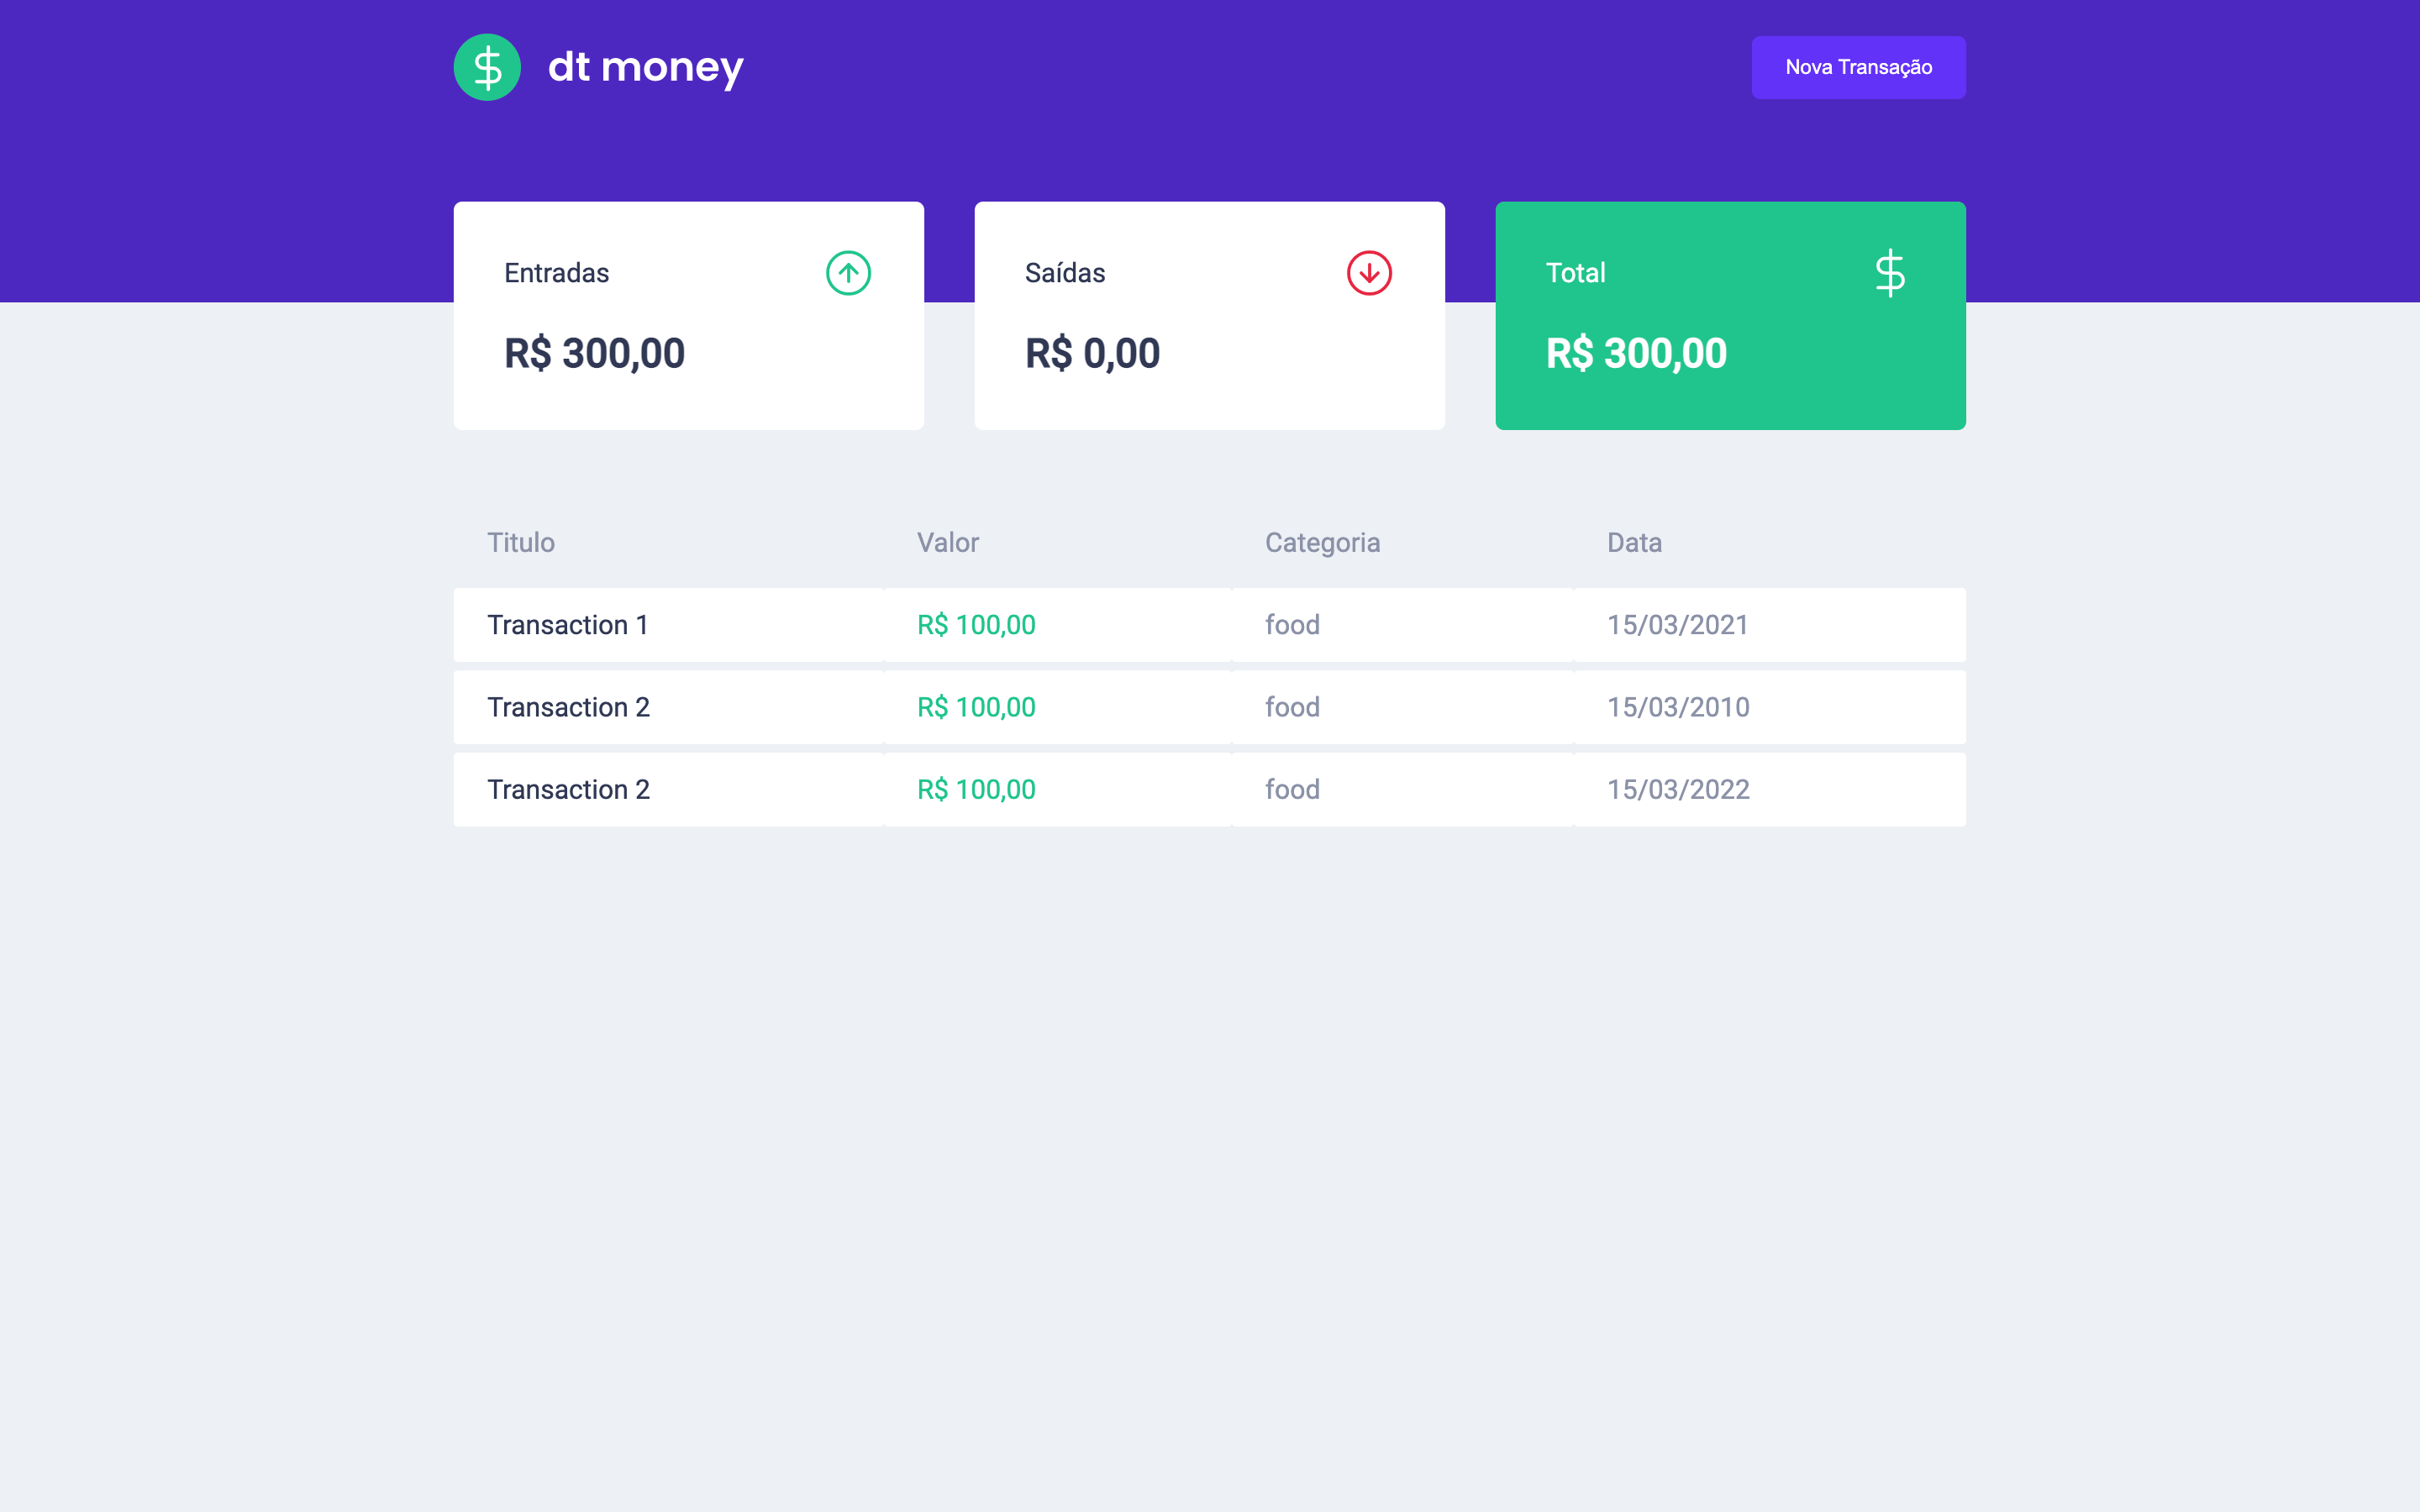 dt money
Nova Transação
Entradas
R$ 300,00
Saídas
R$ 0,00
Total
R$ 300,00
Titulo Valor Categoria Data
Transaction 1 R$ 100,00 food 15/03/2021
Transaction 2 R$ 100,00 food 15/03/2010
Transaction 2 R$ 100,00 food 15/03/2022